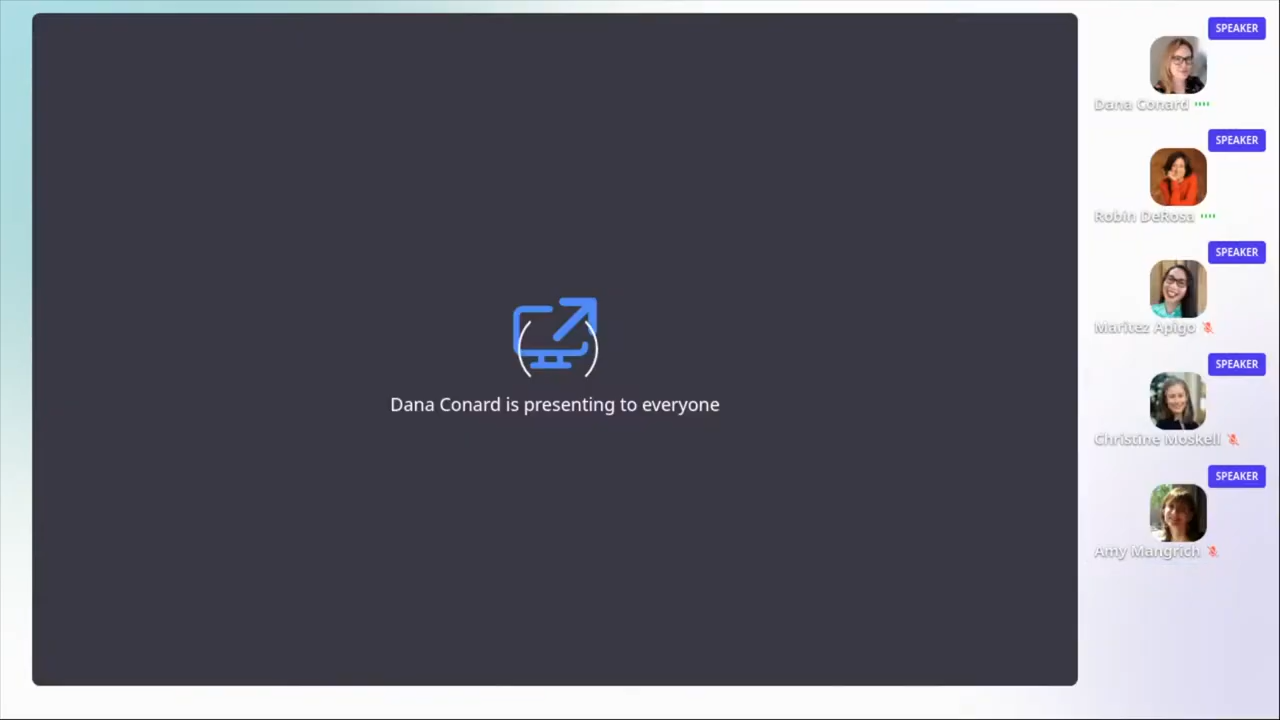 Dana Conard is presenting to everyone
SPEAKER
Dana Conard
SPEAKER
Robin DeRosa
SPEAKER
Maritez Apigo
SPEAKER
Christine Moskell
SPEAKER
Amy Mangrich